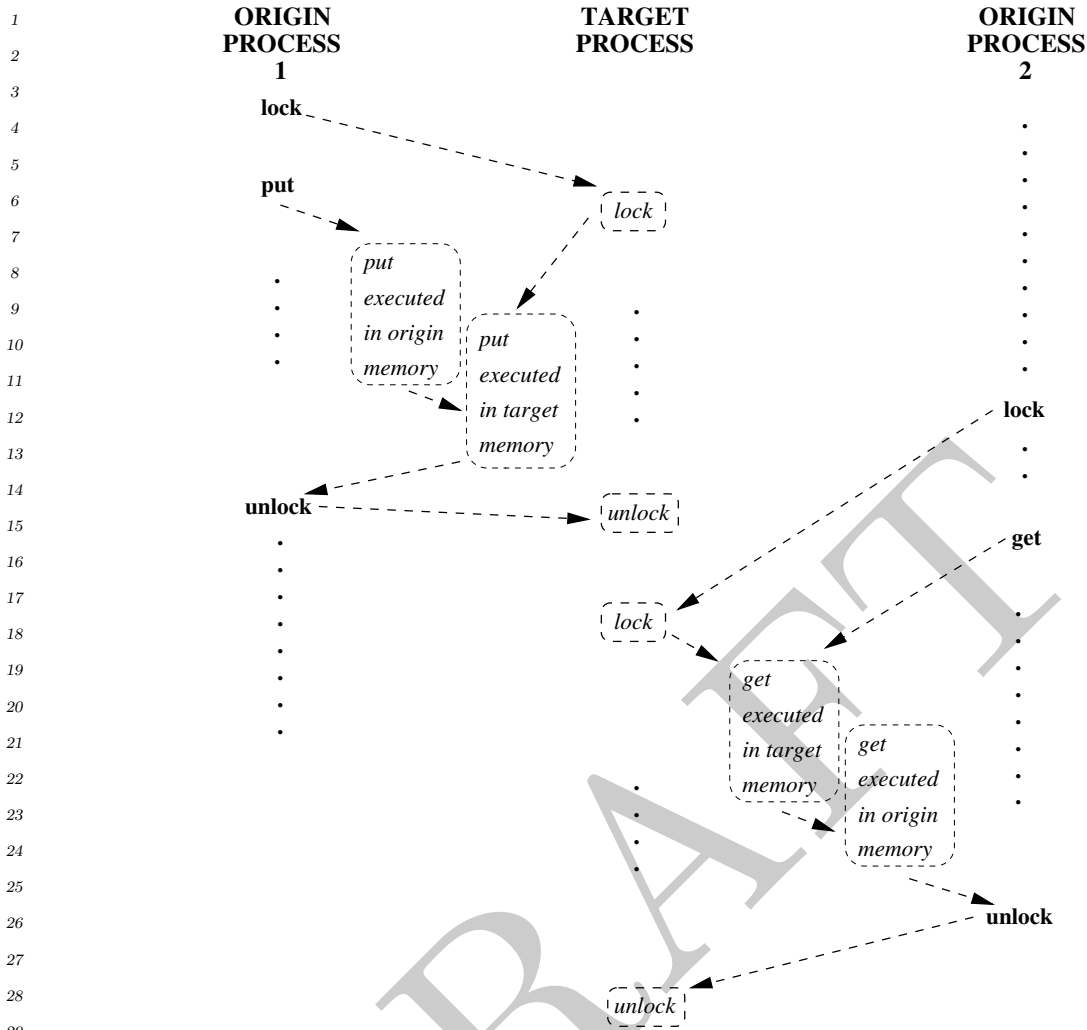 1
ORIGIN TARGET ORIGIN
PROCESS PROCESS PROCESS
2
1 2
3
lock
4
5
put
6
lock
7
put
8
executed
9
in origin
put
10
memory
executed
11
in target
lock
12
memory
13
14
unlock
unlock
15
get
16
17
lock
18
19
get
20
executed
21
in target
get
22
memory
executed
23
in origin
24
memory
25
unlock
26
27
28
unlock
29
RAFT